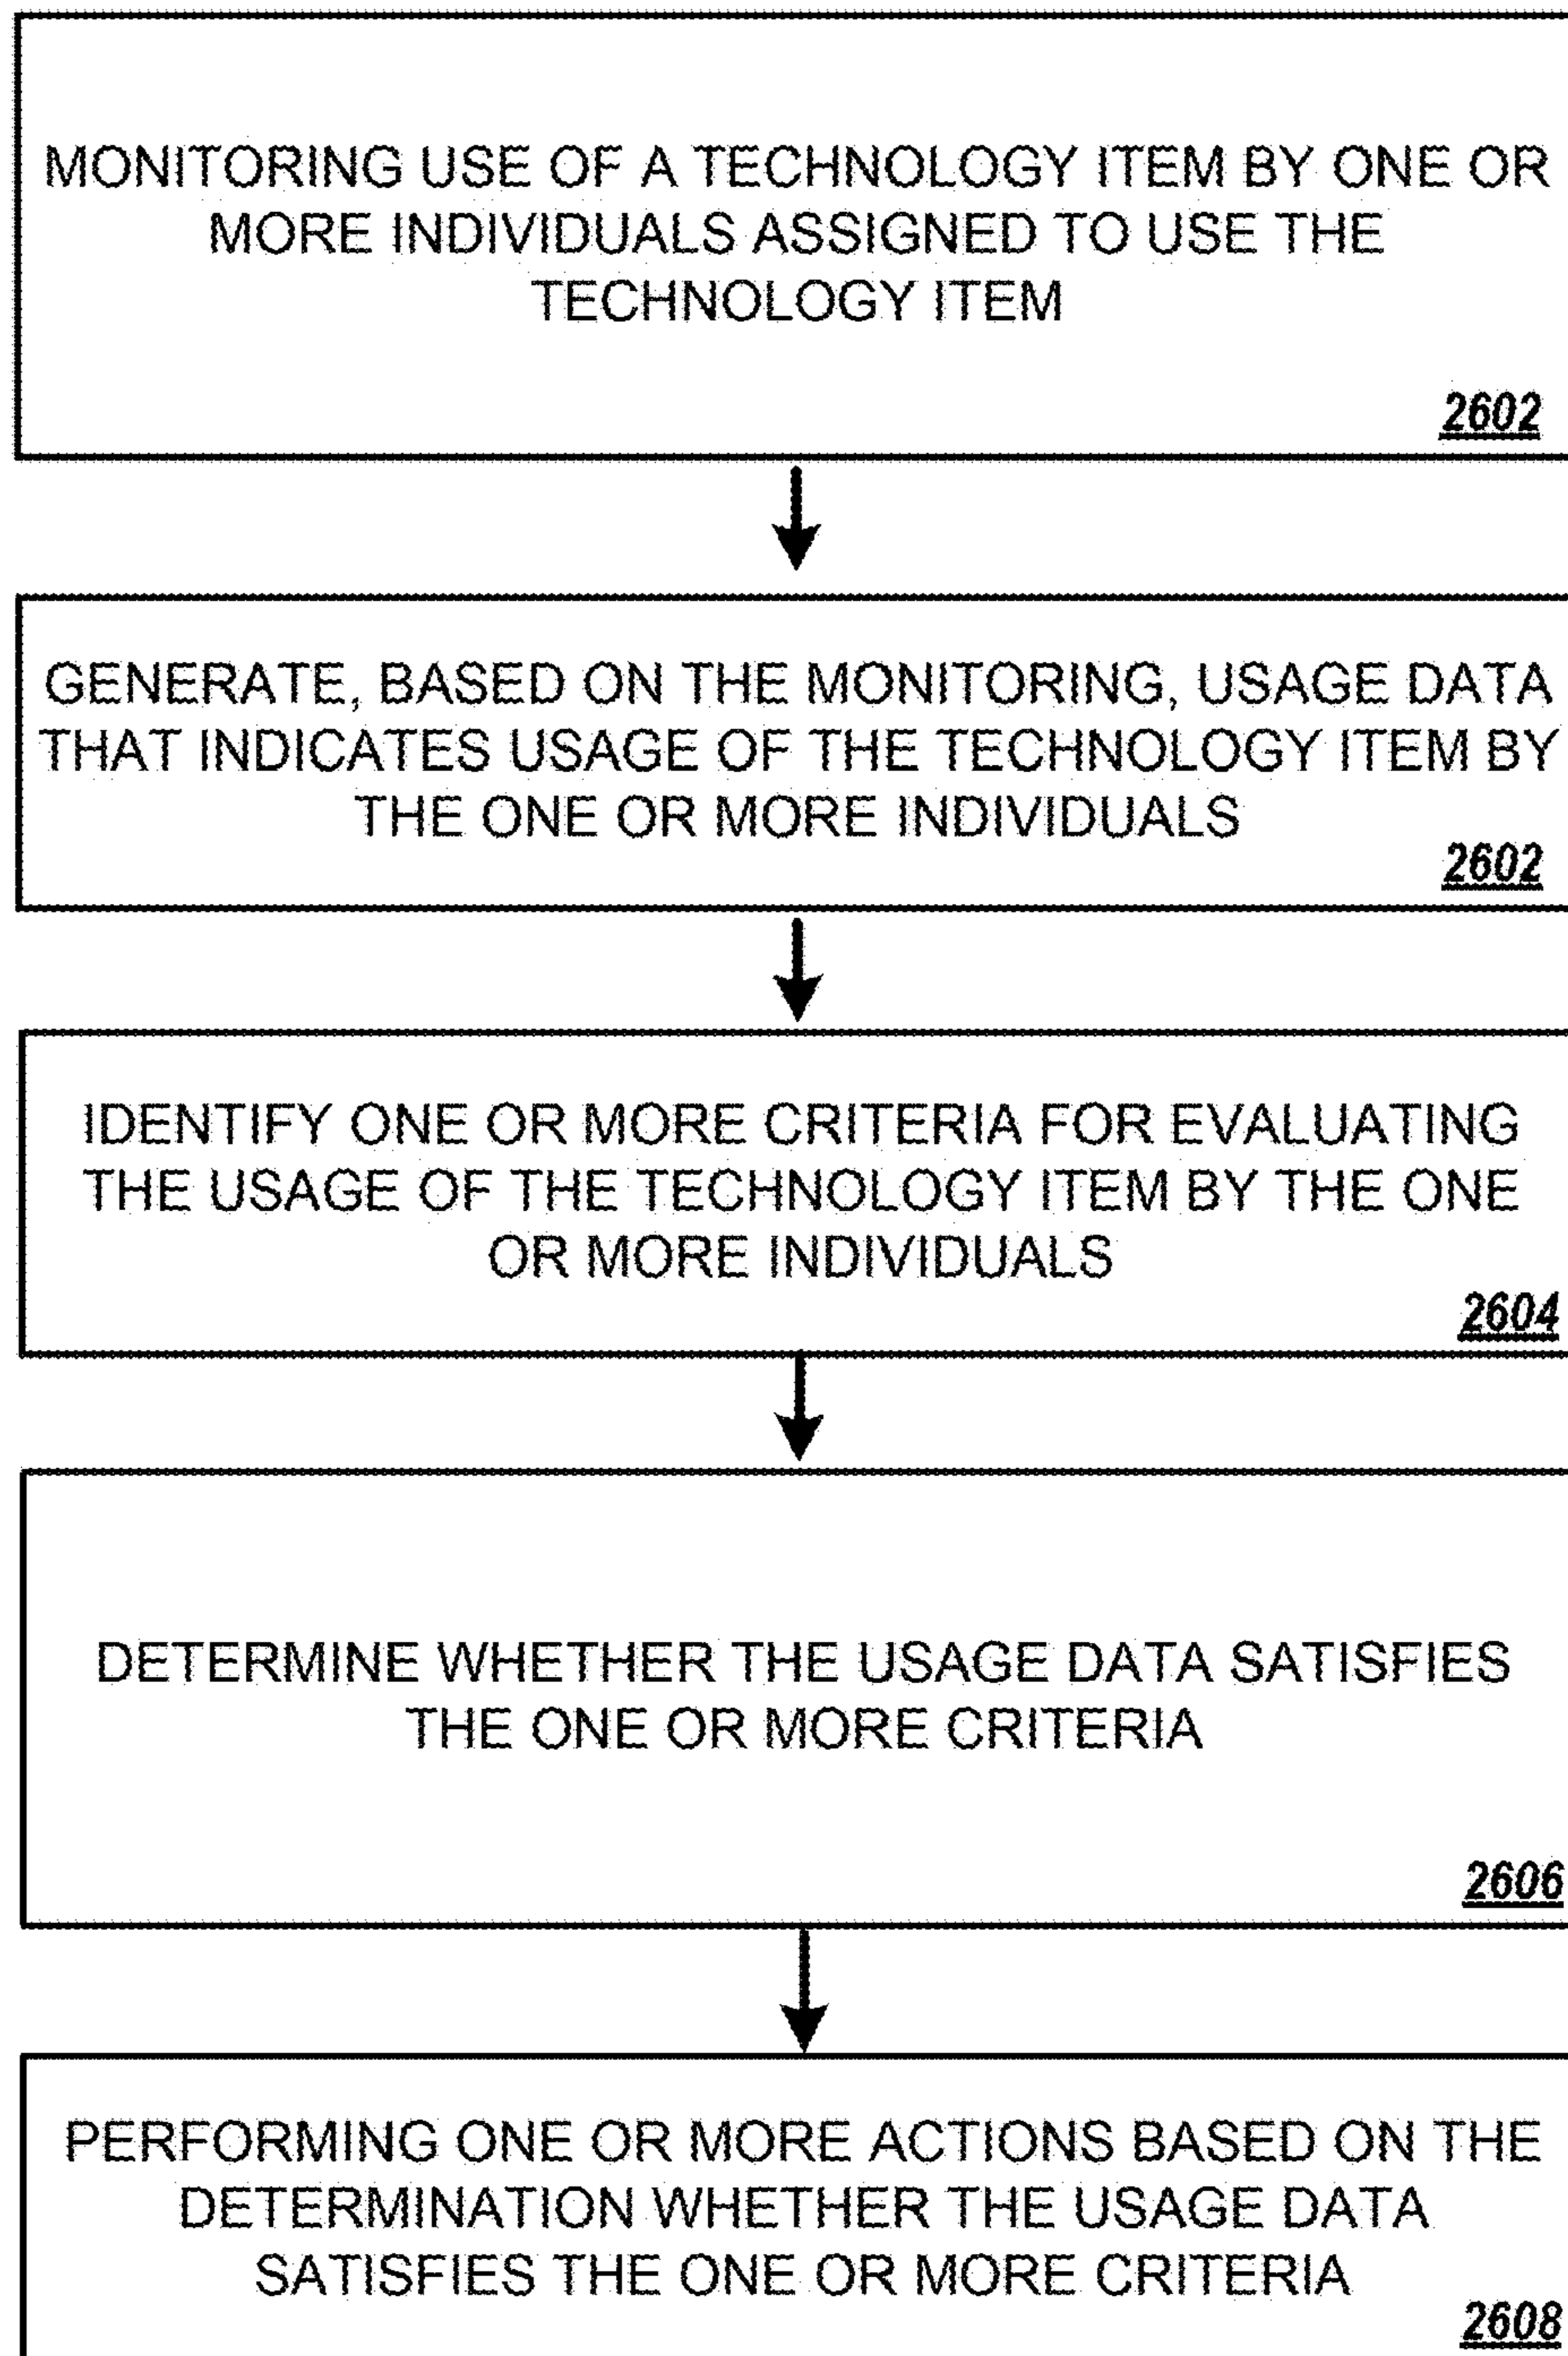 MONITORING USE OF A TECHNOLOGY ITEM BY ONE OR
MORE INDIVIDUALS ASSIGNED TO USE THE
TECHNOLOGY ITEM
2602
GENERATE, BASED ON THE MONITORING, USAGE DATA
THAT INDICATES USAGE OF THE TECHNOLOGY ITEM BY
THE ONE OR MORE INDIVIDUALS
2602
IDENTIFY ONE OR MORE CRITERIA FOR EVALUATING
THE USAGE OF THE TECHNOLOGY ITEM BY THE ONE
OR MORE INDIVIDUALS
2604
DETERMINE WHETHER THE USAGE DATA SATISFIES
THE ONE OR MORE CRITERIA
2606
PERFORMING ONE OR MORE ACTIONS BASED ON THE
DETERMINATION WHETHER THE USAGE DATA
SATISFIES THE ONE OR MORE CRITERIA
2608